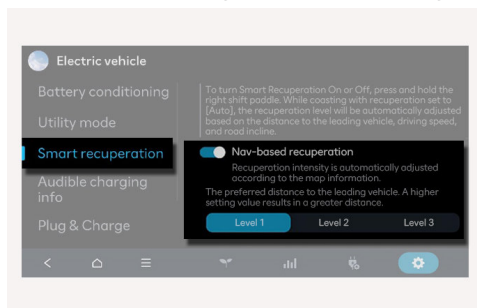 Electric vehicle
Battery conditioning
Utility mode
Smart recuperation
Audible charging
info
Plug & Charge
To turn Smart Recuperation On or Off, press and hold the
right shift paddle. While coasting with recuperation set to
[Auto], the recuperation level will be automatically adjusted
based on the distance to the leading vehicle, driving speed,
and road incline.
Nav-based recuperation
Recuperation intensity is automatically adjusted
according to the map information.
The preferred distance to the leading vehicle. A higher
setting value results in a greater distance.
Level 1 Level 2 Level 3